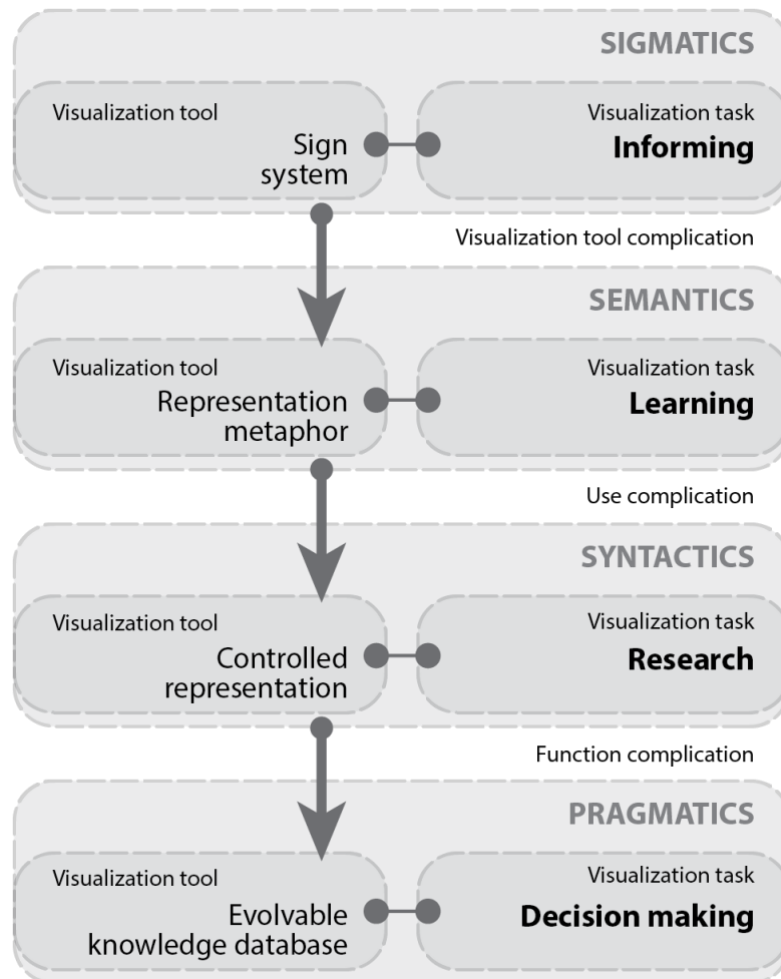 SIGMATICS
Visualization tool
Sign
system
Visualization task
Informing
Visualization tool complication
SEMANTICS
Visualization tool
Representation
metaphor
Visualization task
Learning
Use complication
SYNTACTICS
Visualization tool
Controlled
representation
Visualization task
Research
Function complication
PRAGMATICS
Visualization tool
Evolvable
knowledge database
Visualization task
Decision making